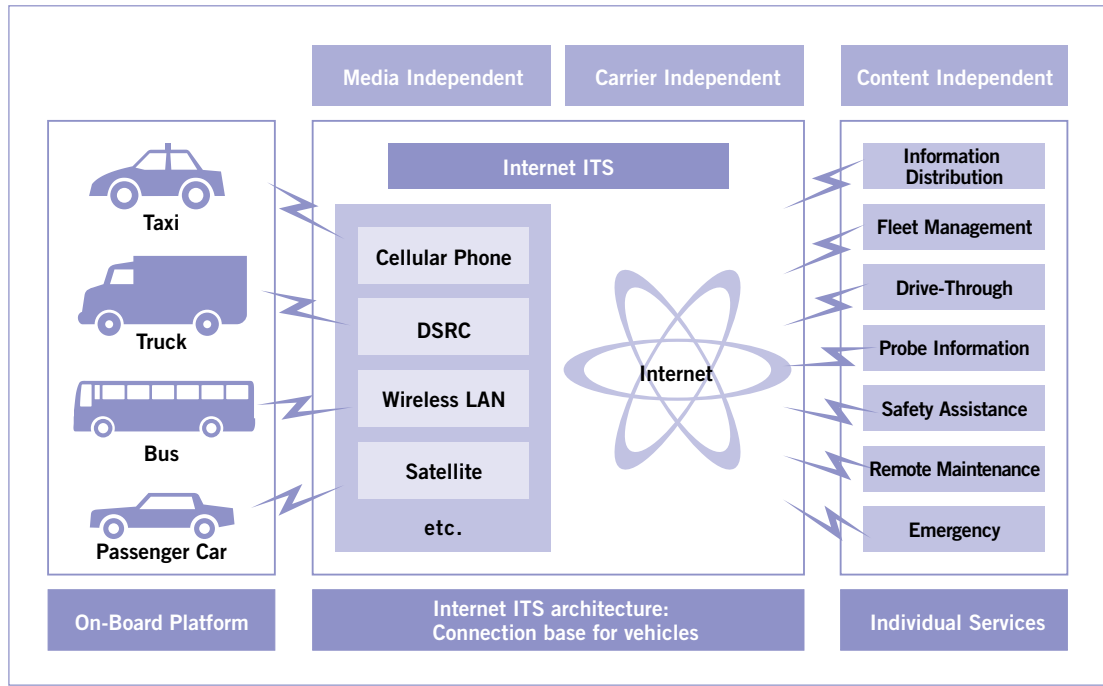 Media Independent
Carrier Independent
Content Independent
Taxi
Truck
Bus
Passenger Car
On-Board Platform
Internet ITS
Cellular Phone
DSRC
Wireless LAN
Satellite
etc.
Internet
Internet ITS architecture:
Connection base for vehicles
Information
Distribution
Fleet Management
Drive-Through
Probe Information
Safety Assistance
Remote Maintenance
Emergency
Individual Services